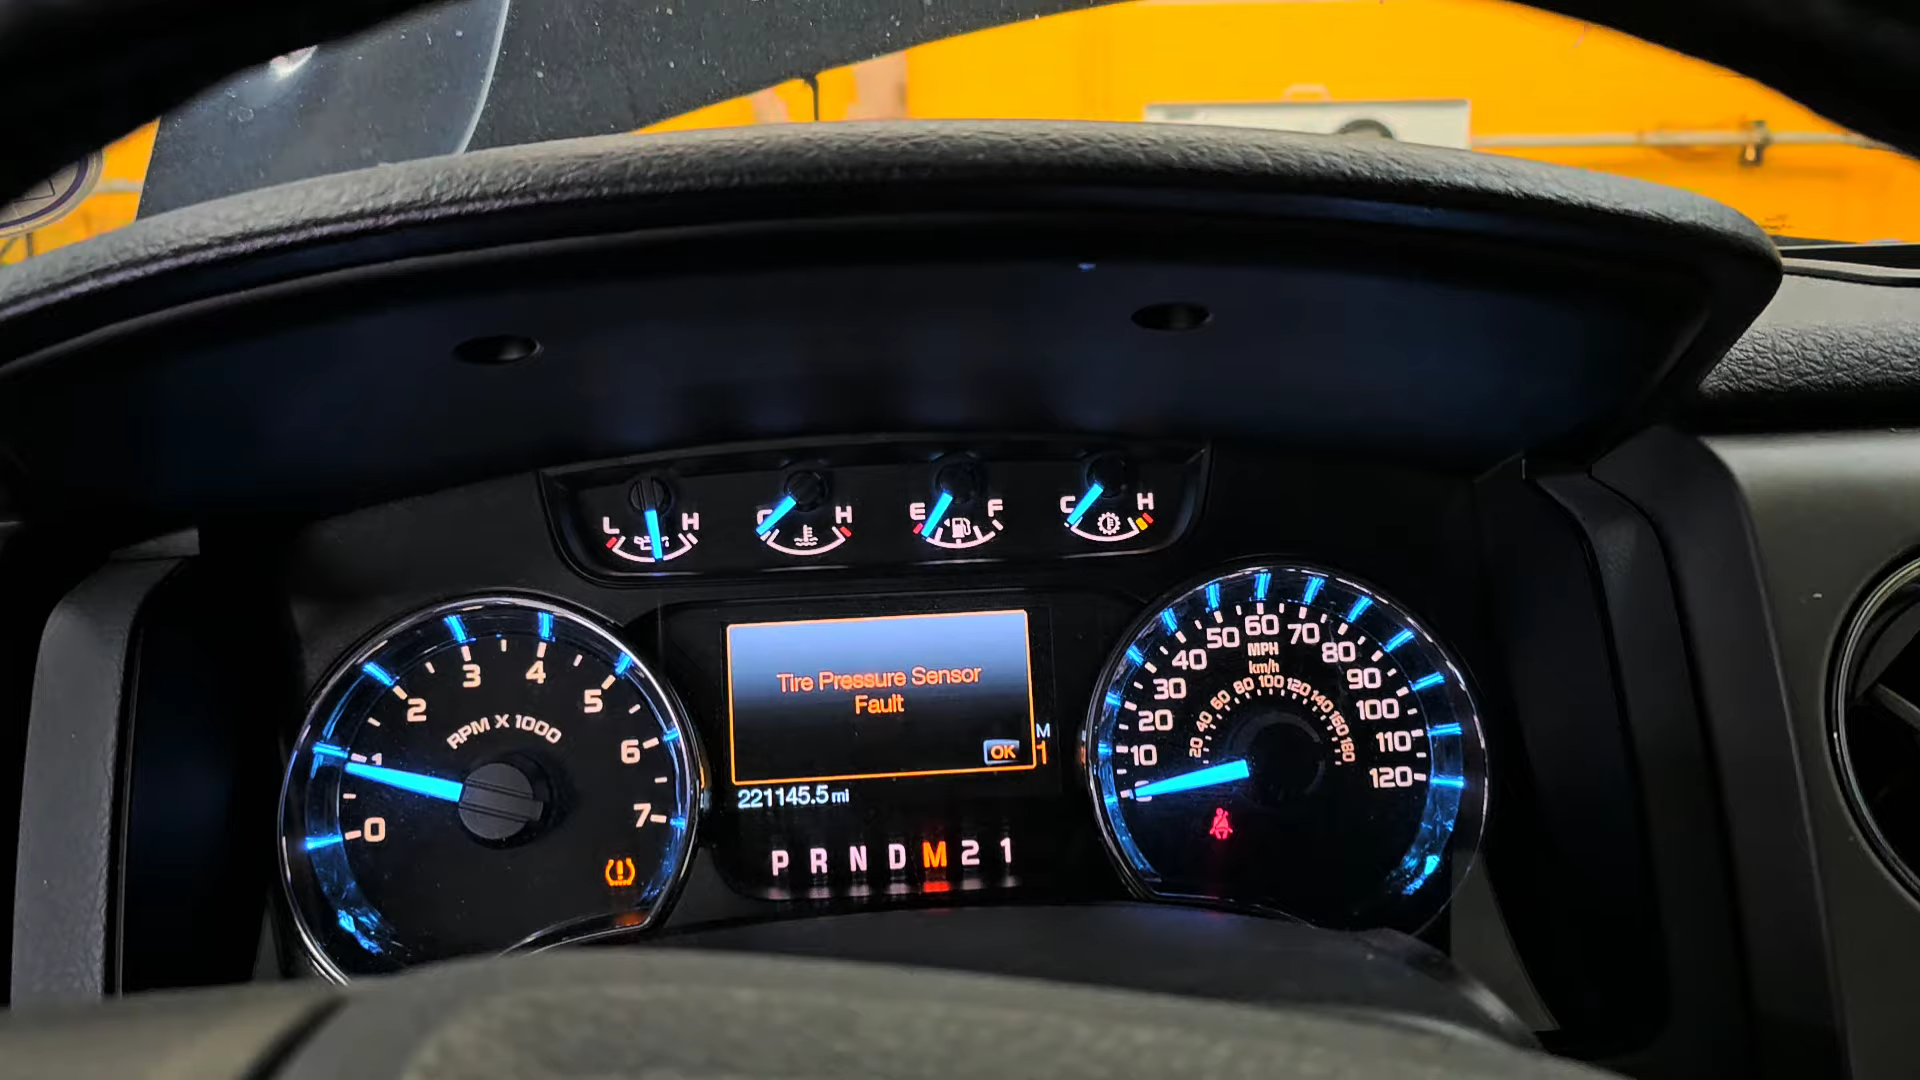 L H
C H
E F
C H
0 1 2 3 4 5 6 7
RPM X 1000
Tire Pressure Sensor
Fault
OK
M
1
221145.5 mi
P R N D M 2 1
0 10 20 30 40 50 60 70 80 90 100 110 120
MPH
km/h
20 40 60 80 100 120 140 160 180